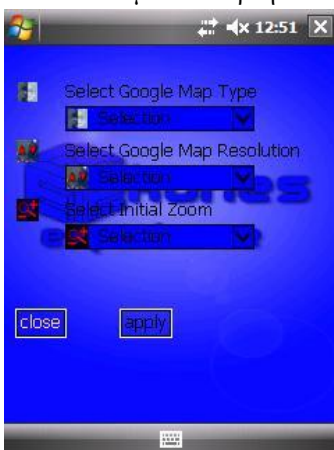 12:51
Select Google Map Type
Selection
Select Google Map Resolution
Selection
Select Initial Zoom
Selection
close
apply